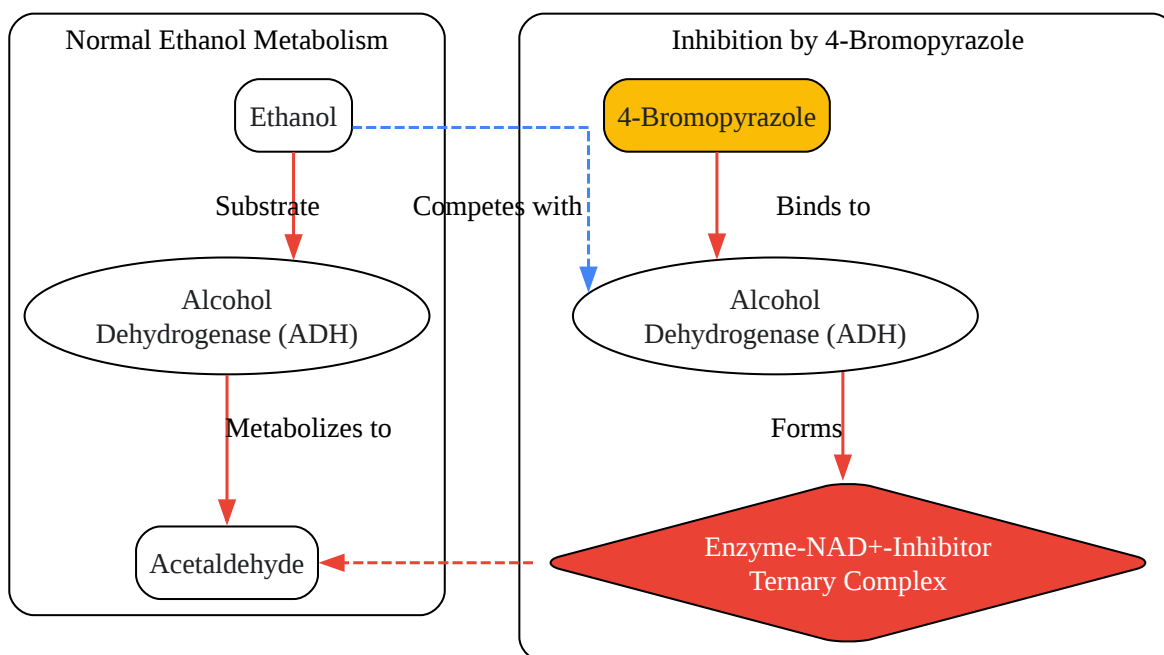 Normal Ethanol Metabolism
Ethanol
Substrate
Alcohol
Dehydrogenase (ADH)
Metabolizes to
Acetaldehyde
Competes with
Inhibition by 4-Bromopyrazole
4-Bromopyrazole
Binds to
Alcohol
Dehydrogenase (ADH)
Forms
Enzyme-NAD+-Inhibitor
Ternary Complex